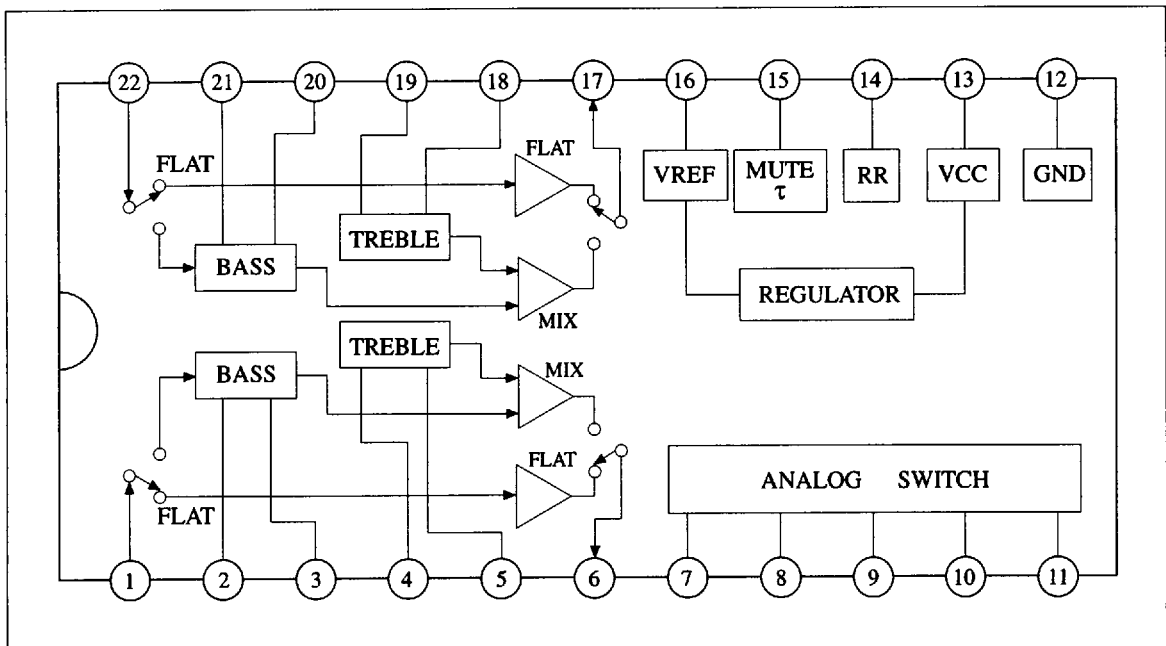 22 21 20 19 18 17 16 15 14 13 12
FLAT
FLAT
VREF
MUTE
τ
RR
VCC
GND
TREBLE
BASS
REGULATOR
MIX
TREBLE
BASS
MIX
FLAT
FLAT
ANALOG SWITCH
1 2 3 4 5 6 7 8 9 10 11